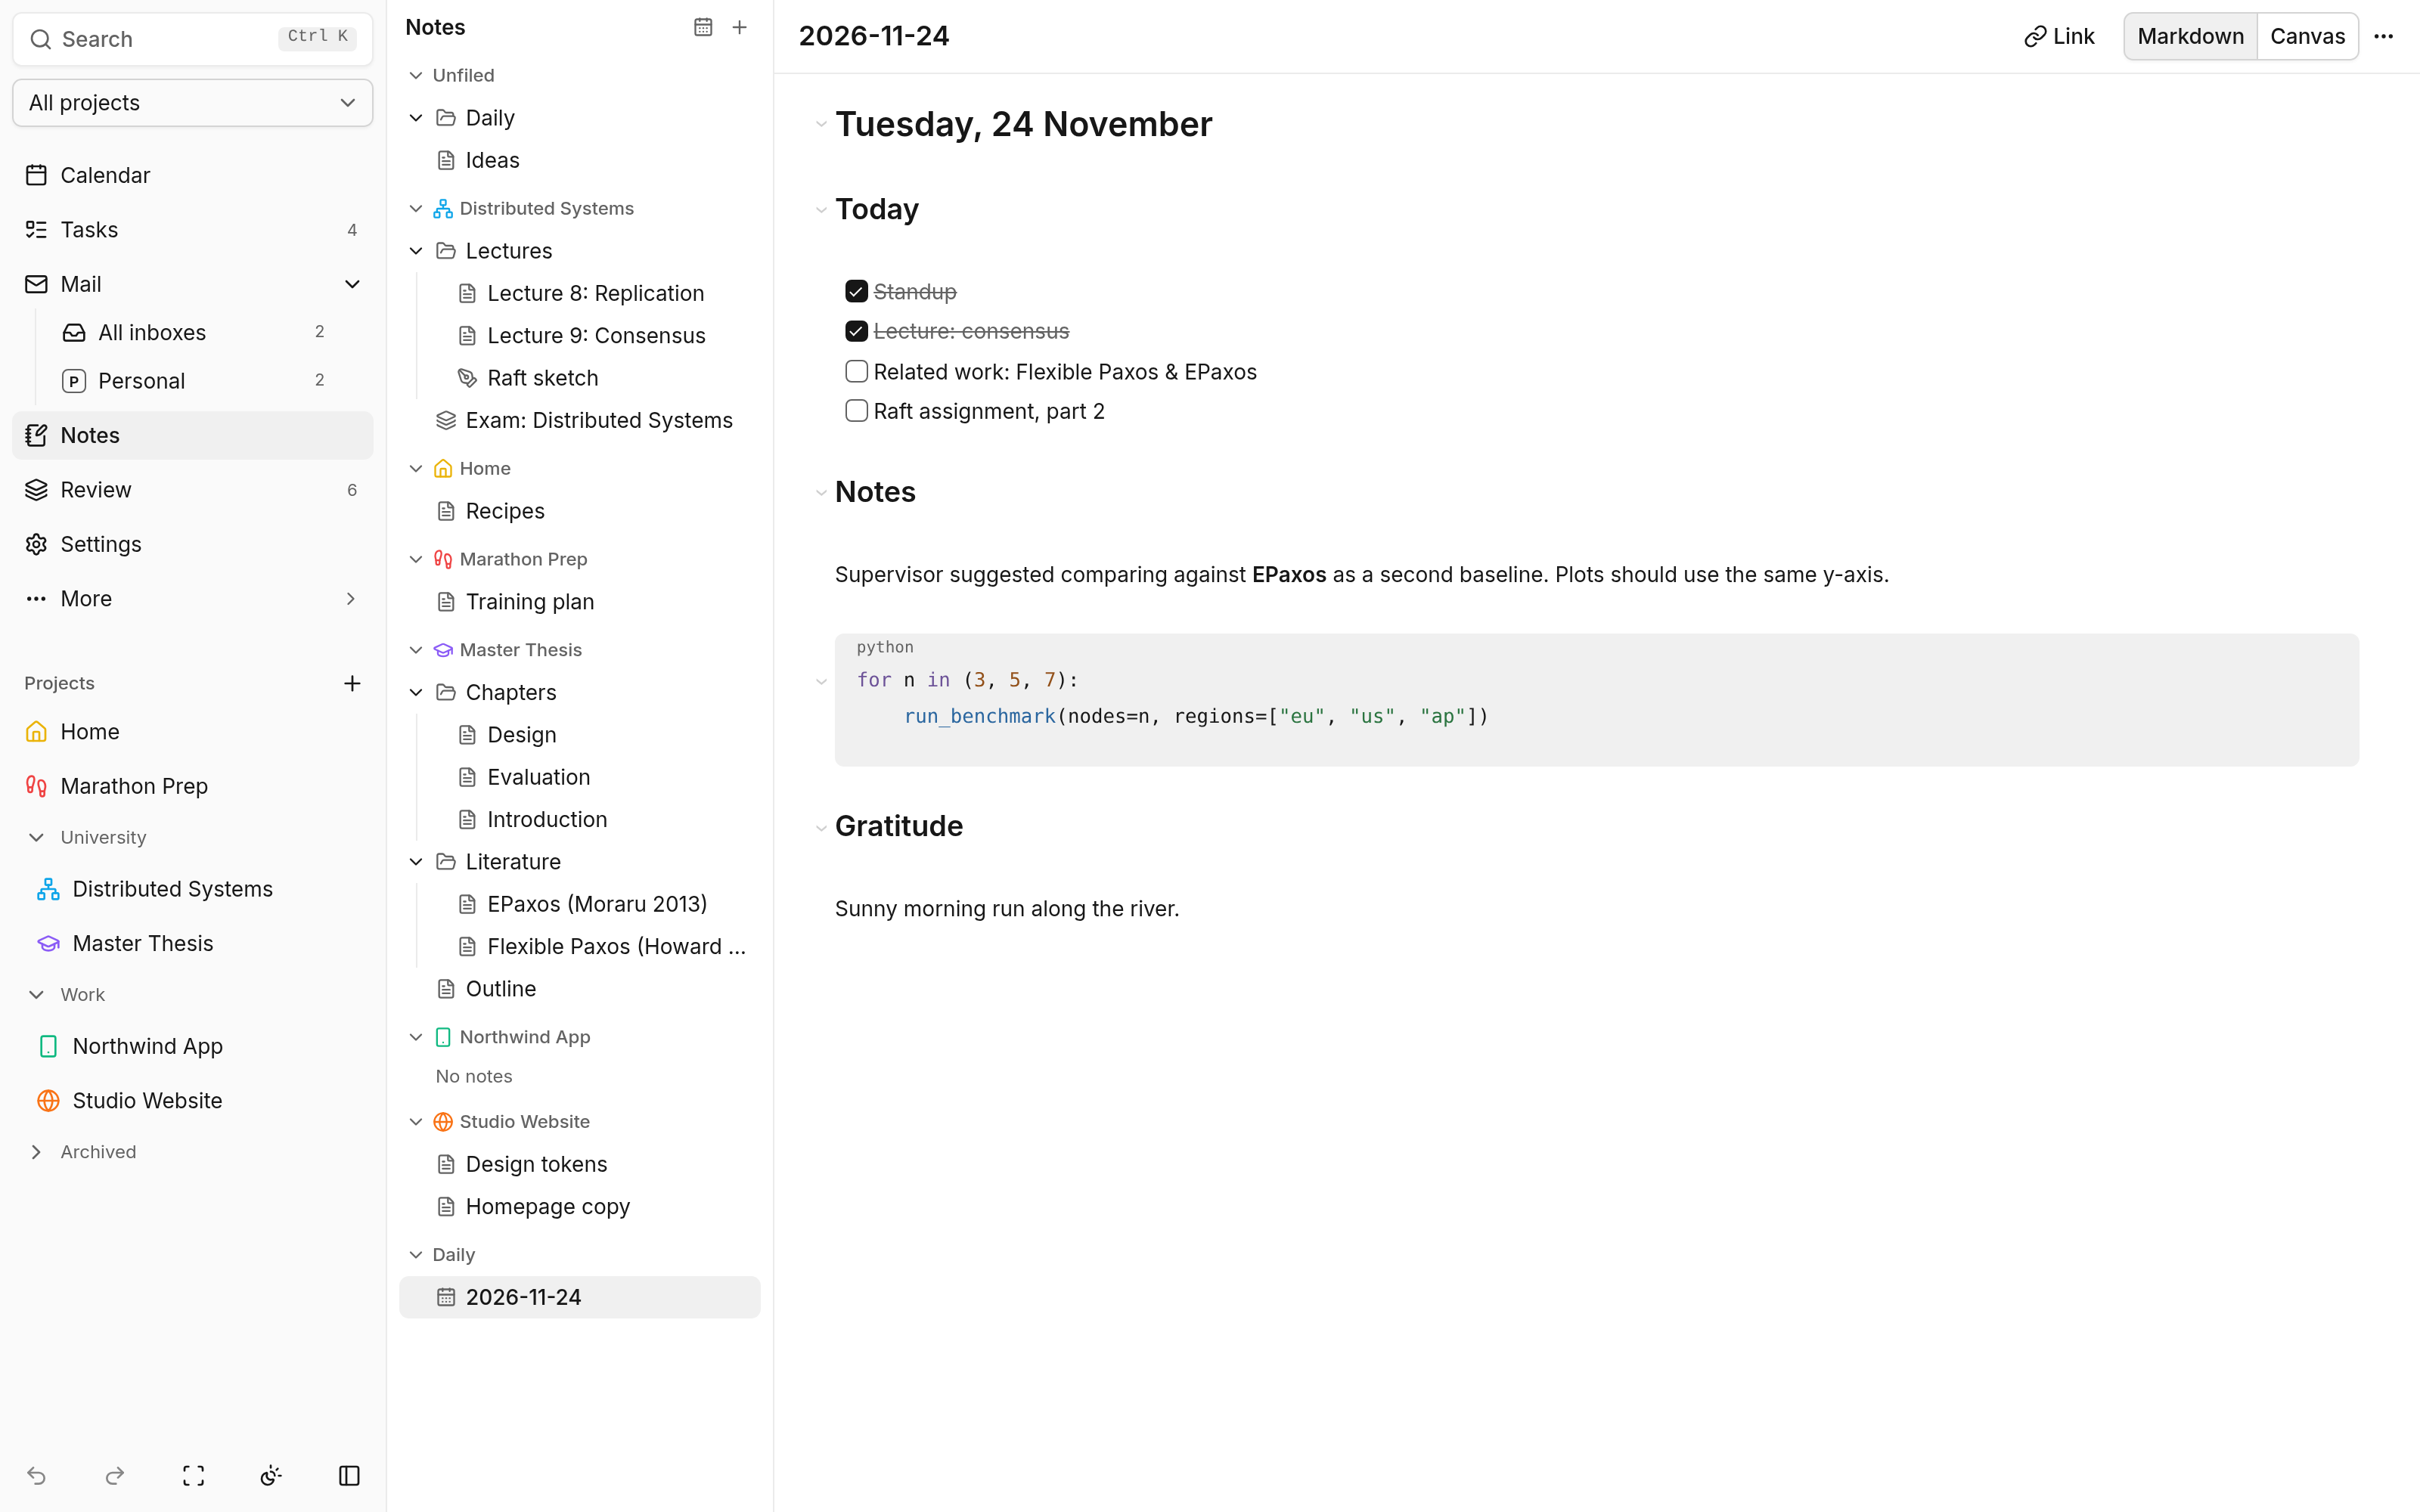 Search
Ctrl K
All projects
Calendar
Tasks 4
Mail
All inboxes 2
P Personal 2
Notes
Review 6
Settings
More
Projects
Home
Marathon Prep
University
Distributed Systems
Master Thesis
Work
Northwind App
Studio Website
Archived
Notes
Unfiled
Daily
Ideas
Distributed Systems
Lectures
Lecture 8: Replication
Lecture 9: Consensus
Raft sketch
Exam: Distributed Systems
Home
Recipes
Marathon Prep
Training plan
Master Thesis
Chapters
Design
Evaluation
Introduction
Literature
EPaxos (Moraru 2013)
Flexible Paxos (Howard ...
Outline
Northwind App
No notes
Studio Website
Design tokens
Homepage copy
Daily
2026-11-24
2026-11-24
Link
Markdown
Canvas
Tuesday, 24 November
Today
Standup
Lecture: consensus
Related work: Flexible Paxos & EPaxos
Raft assignment, part 2
Notes
Supervisor suggested comparing against EPaxos as a second baseline. Plots should use the same y-axis.
python
for n in (3, 5, 7):
    run_benchmark(nodes=n, regions=["eu", "us", "ap"])
Gratitude
Sunny morning run along the river.